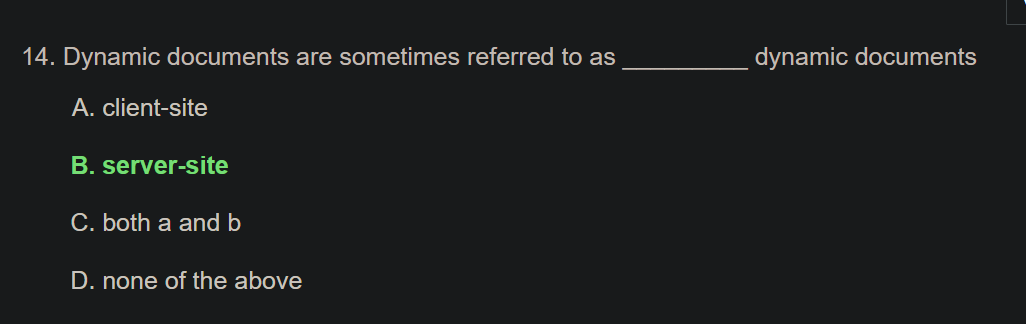 14. Dynamic documents are sometimes referred to as __________ dynamic documents
A. client-site
B. server-site
C. both a and b
D. none of the above